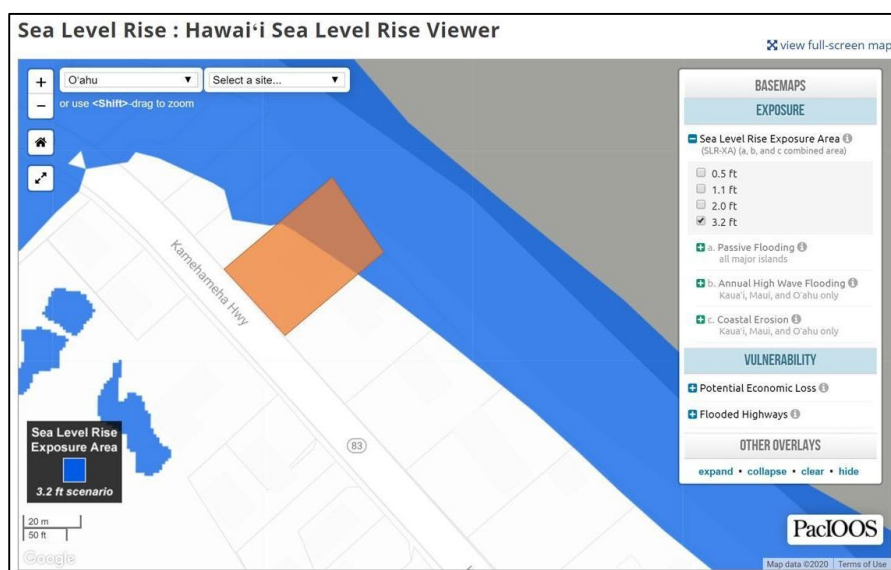 Sea Level Rise : Hawaiʻi Sea Level Rise Viewer
view full-screen map
+
−
Oʻahu ▼
Select a site... ▼
or use <Shift>-drag to zoom
Kamehameha Hwy
83
BASEMAPS
EXPOSURE
Sea Level Rise Exposure Area
(SLR-XA) (a, b, and c combined area)
0.5 ft
1.1 ft
2.0 ft
3.2 ft
a. Passive Flooding
all major islands
b. Annual High Wave Flooding
Kauaʻi, Maui, and Oʻahu only
c. Coastal Erosion
Kauaʻi, Maui, and Oʻahu only
VULNERABILITY
Potential Economic Loss
Flooded Highways
OTHER OVERLAYS
expand • collapse • clear • hide
Sea Level Rise
Exposure Area
3.2 ft scenario
20 m
50 ft
Google
PacIOOS
Map data ©2020
Terms of Use